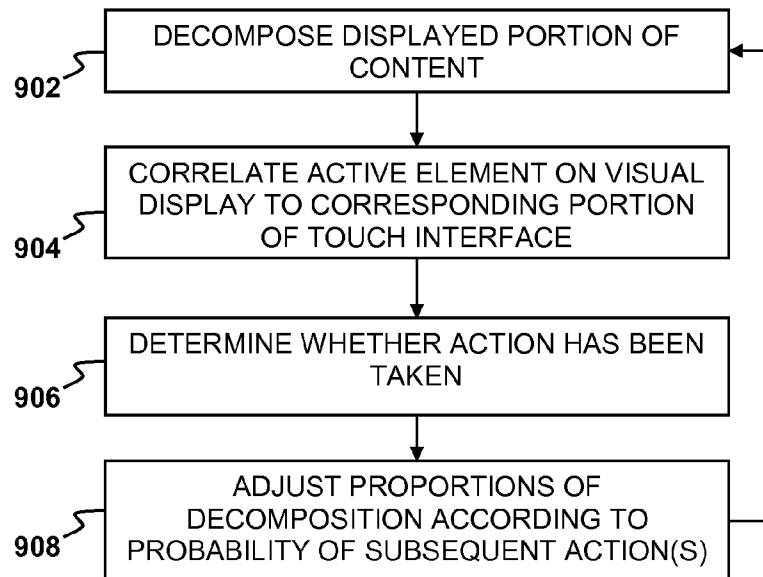 DECOMPOSE DISPLAYED PORTION OF
CONTENT
902
CORRELATE ACTIVE ELEMENT ON VISUAL
DISPLAY TO CORRESPONDING PORTION
OF TOUCH INTERFACE
904
DETERMINE WHETHER ACTION HAS BEEN
TAKEN
906
ADJUST PROPORTIONS OF
DECOMPOSITION ACCORDING TO
PROBABILITY OF SUBSEQUENT ACTION(S)
908